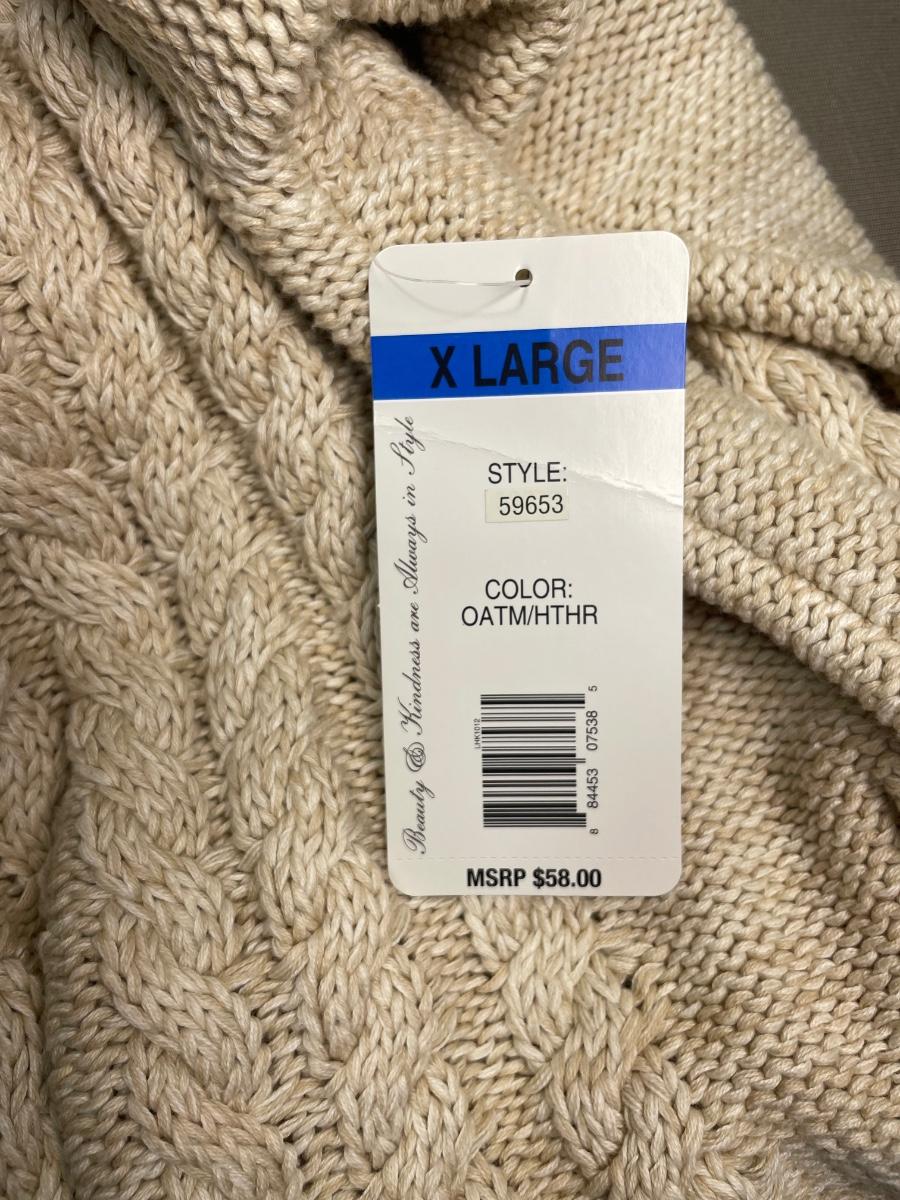 X LARGE
Beauty & Kindness are Always in Style
STYLE:
59653
COLOR:
OATM/HTHR
LHK1012
8 84453 07538 5
MSRP $58.00